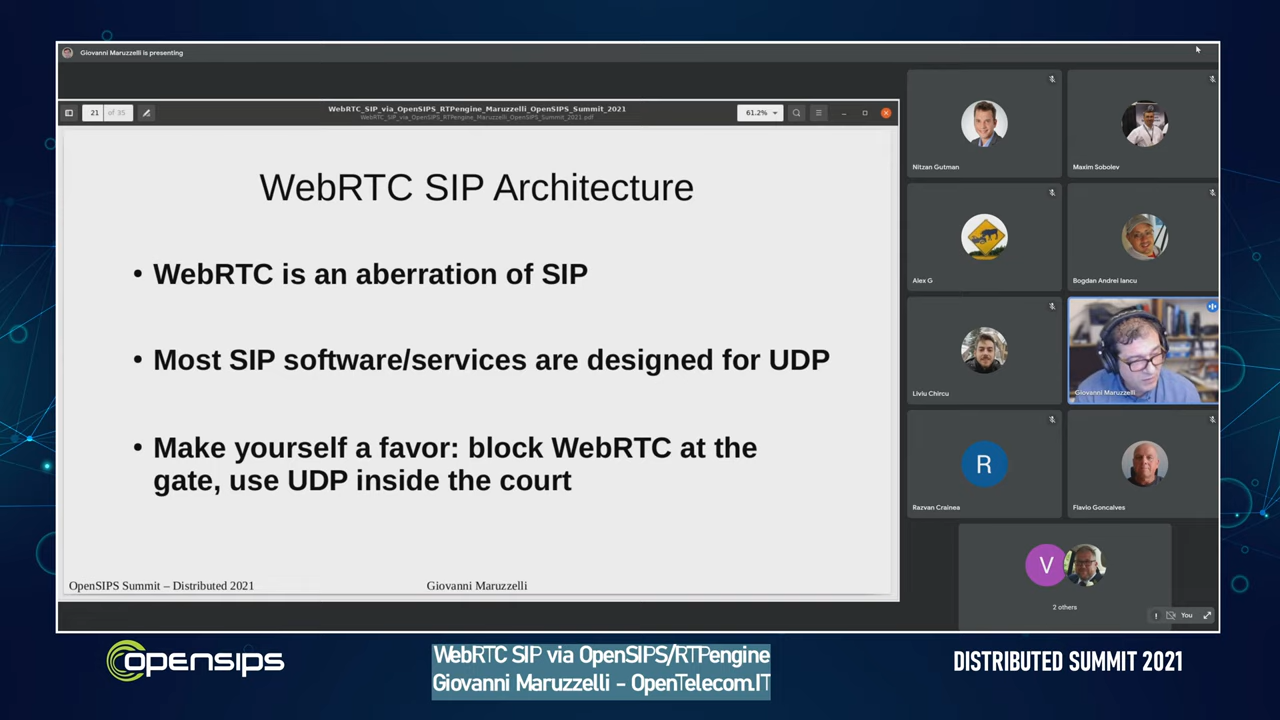 Giovanni Maruzzelli is presenting
21 of 35
WebRTC_SIP_via_OpenSIPS_RTPengine_Maruzzelli_OpenSIPS_Summit_2021
WebRTC_SIP_via_OpenSIPS_RTPengine_Maruzzelli_OpenSIPS_Summit_2021.pdf
61.2%
WebRTC SIP Architecture
• WebRTC is an aberration of SIP
• Most SIP software/services are designed for UDP
• Make yourself a favor: block WebRTC at the
gate, use UDP inside the court
OpenSIPS Summit – Distributed 2021
Giovanni Maruzzelli
Nitzan Gutman
Maxim Sobolev
Alex G
Bogdan Andrei Iancu
Liviu Chircu
Giovanni Maruzzelli
R
Razvan Crainea
Flavio Goncalves
V
2 others
You
opensips
WebRTC SIP via OpenSIPS/RTPengine
Giovanni Maruzzelli - OpenTelecom.IT
DISTRIBUTED SUMMIT 2021